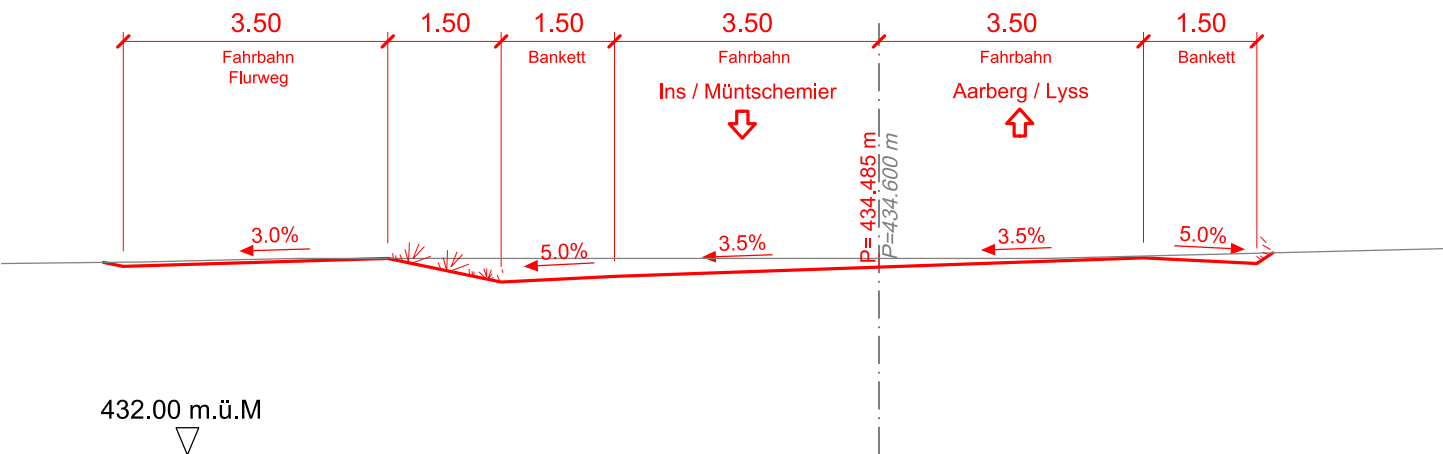 3.50 1.50 1.50 3.50 3.50 1.50
Fahrbahn Bankett Fahrbahn Fahrbahn Bankett
Flurweg
Ins / Müntschemier Aarberg / Lyss
P= 434.485 m
P=434.600 m
3.0% 5.0% 3.5% 3.5% 5.0%
432.00 m.ü.M